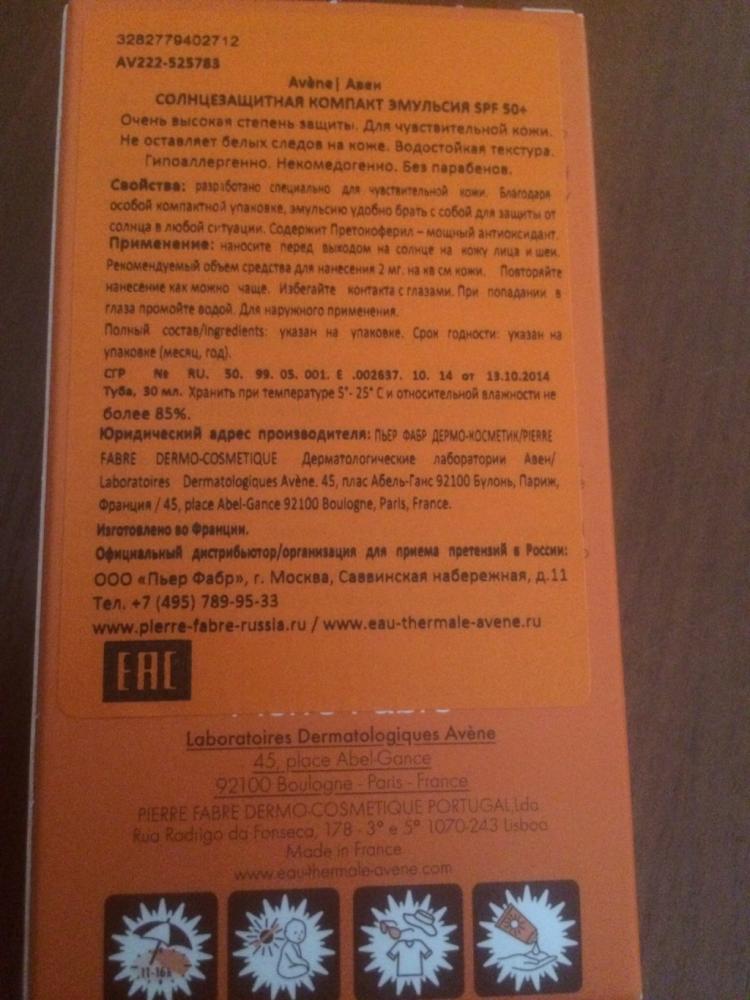 3282779402712
AV222-525783
Avène| Авен
СОЛНЦЕЗАЩИТНАЯ КОМПАКТ ЭМУЛЬСИЯ SPF 50+
Очень высокая степень защиты. Для чувствительной кожи.
Не оставляет белых следов на коже. Водостойкая текстура.
Гипоаллергенно. Некомедогенно. Без парабенов.
Свойства: разработано специально для чувствительной кожи. Благодаря
особой компактной упаковке, эмульсию удобно брать с собой для защиты от
солнца в любой ситуации. Содержит Претокоферил – мощный антиоксидант.
Применение: наносите перед выходом на солнце на кожу лица и шеи.
Рекомендуемый объем средства для нанесения 2 мг. на кв см кожи. Повторяйте
нанесение как можно чаще. Избегайте контакта с глазами. При попадании в
глаза промойте водой. Для наружного применения.
Полный состав/ingredients: указан на упаковке. Срок годности: указан на
упаковке (месяц, год).
СГР № RU. 50. 99. 05. 001. Е .002637. 10. 14 от 13.10.2014
Туба, 30 мл. Хранить при температуре 5°- 25° С и относительной влажности не
более 85%.
Юридический адрес производителя: ПЬЕР ФАБР ДЕРМО-КОСМЕТИК/PIERRE
FABRE DERMO-COSMETIQUE Дерматологические лаборатории Авен/
Laboratoires Dermatologiques Avène. 45, плас Абель-Ганс 92100 Булонь, Париж,
Франция / 45, place Abel-Gance 92100 Boulogne, Paris, France.
Изготовлено во Франции.
Официальный дистрибьютор/организация для приема претензий в России:
ООО «Пьер Фабр», г. Москва, Саввинская набережная, д.11
Тел. +7 (495) 789-95-33
www.pierre-fabre-russia.ru / www.eau-thermale-avene.ru
EAC
Pierre Fabre
Laboratoires Dermatologiques Avène
45, place Abel-Gance
92100 Boulogne - Paris - France
PIERRE FABRE DERMO-COSMETIQUE PORTUGAL,Lda
Rua Rodrigo da Fonseca, 178 - 3° e 5° 1070-243 Lisboa
Made in France
www.eau-thermale-avene.com
11-16h